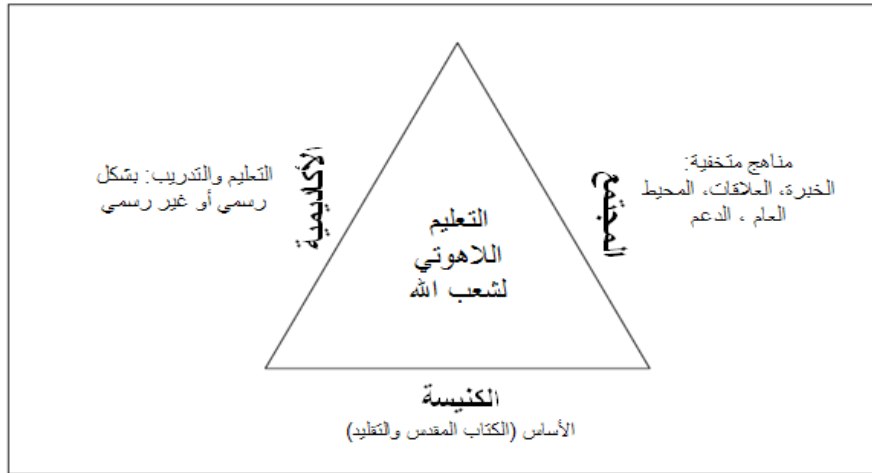 مناهج متخفية:
الخبرة، العلاقات، المحيط
العام ، الدعم
المجتمع
التعليم
اللاهوتي
لشعب الله
الأكاديمية
التعليم والتدريب: بشكل
رسمي أو غير رسمي
الكنيسة
الأساس (الكتاب المقدس والتقليد)